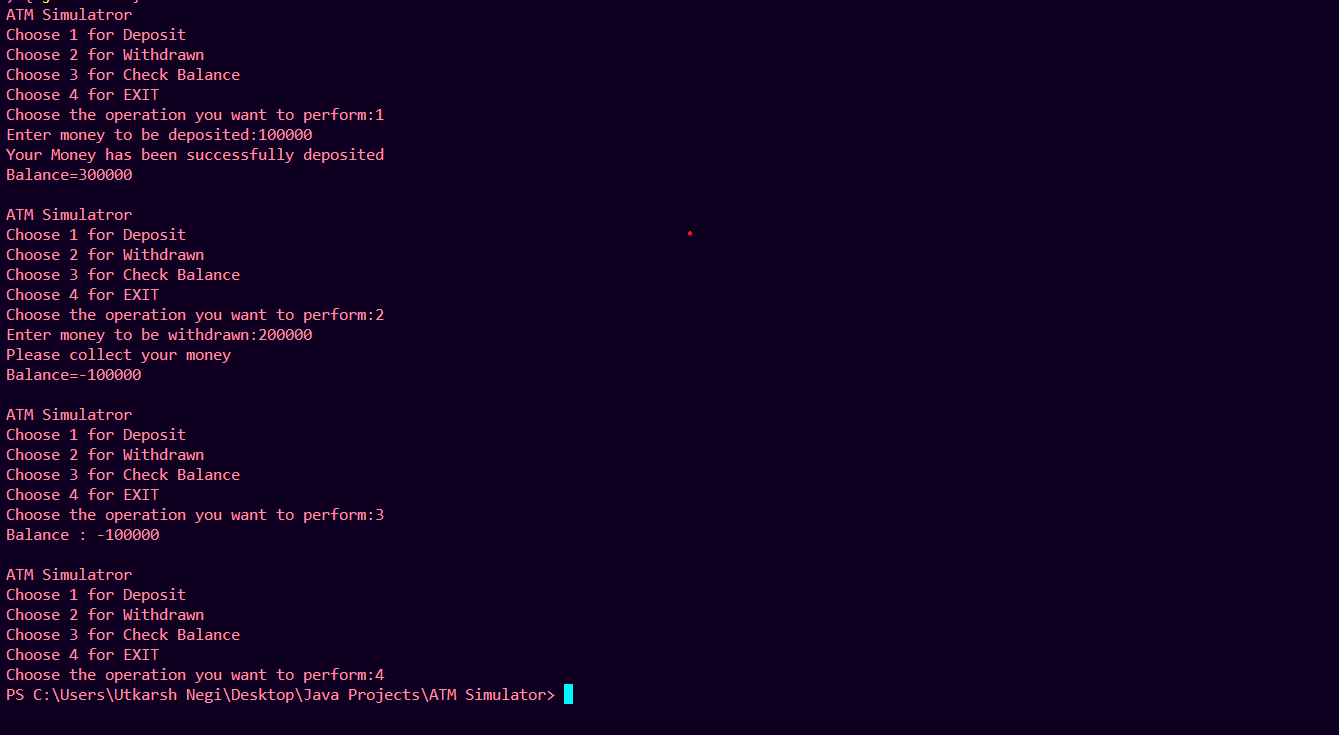 ATM Simulatror
Choose 1 for Deposit
Choose 2 for Withdrawn
Choose 3 for Check Balance
Choose 4 for EXIT
Choose the operation you want to perform:1
Enter money to be deposited:100000
Your Money has been successfully deposited
Balance=300000
ATM Simulatror
Choose 1 for Deposit
Choose 2 for Withdrawn
Choose 3 for Check Balance
Choose 4 for EXIT
Choose the operation you want to perform:2
Enter money to be withdrawn:200000
Please collect your money
Balance=-100000
ATM Simulatror
Choose 1 for Deposit
Choose 2 for Withdrawn
Choose 3 for Check Balance
Choose 4 for EXIT
Choose the operation you want to perform:3
Balance : -100000
ATM Simulatror
Choose 1 for Deposit
Choose 2 for Withdrawn
Choose 3 for Check Balance
Choose 4 for EXIT
Choose the operation you want to perform:4
PS C:\Users\Utkarsh Negi\Desktop\Java Projects\ATM Simulator>